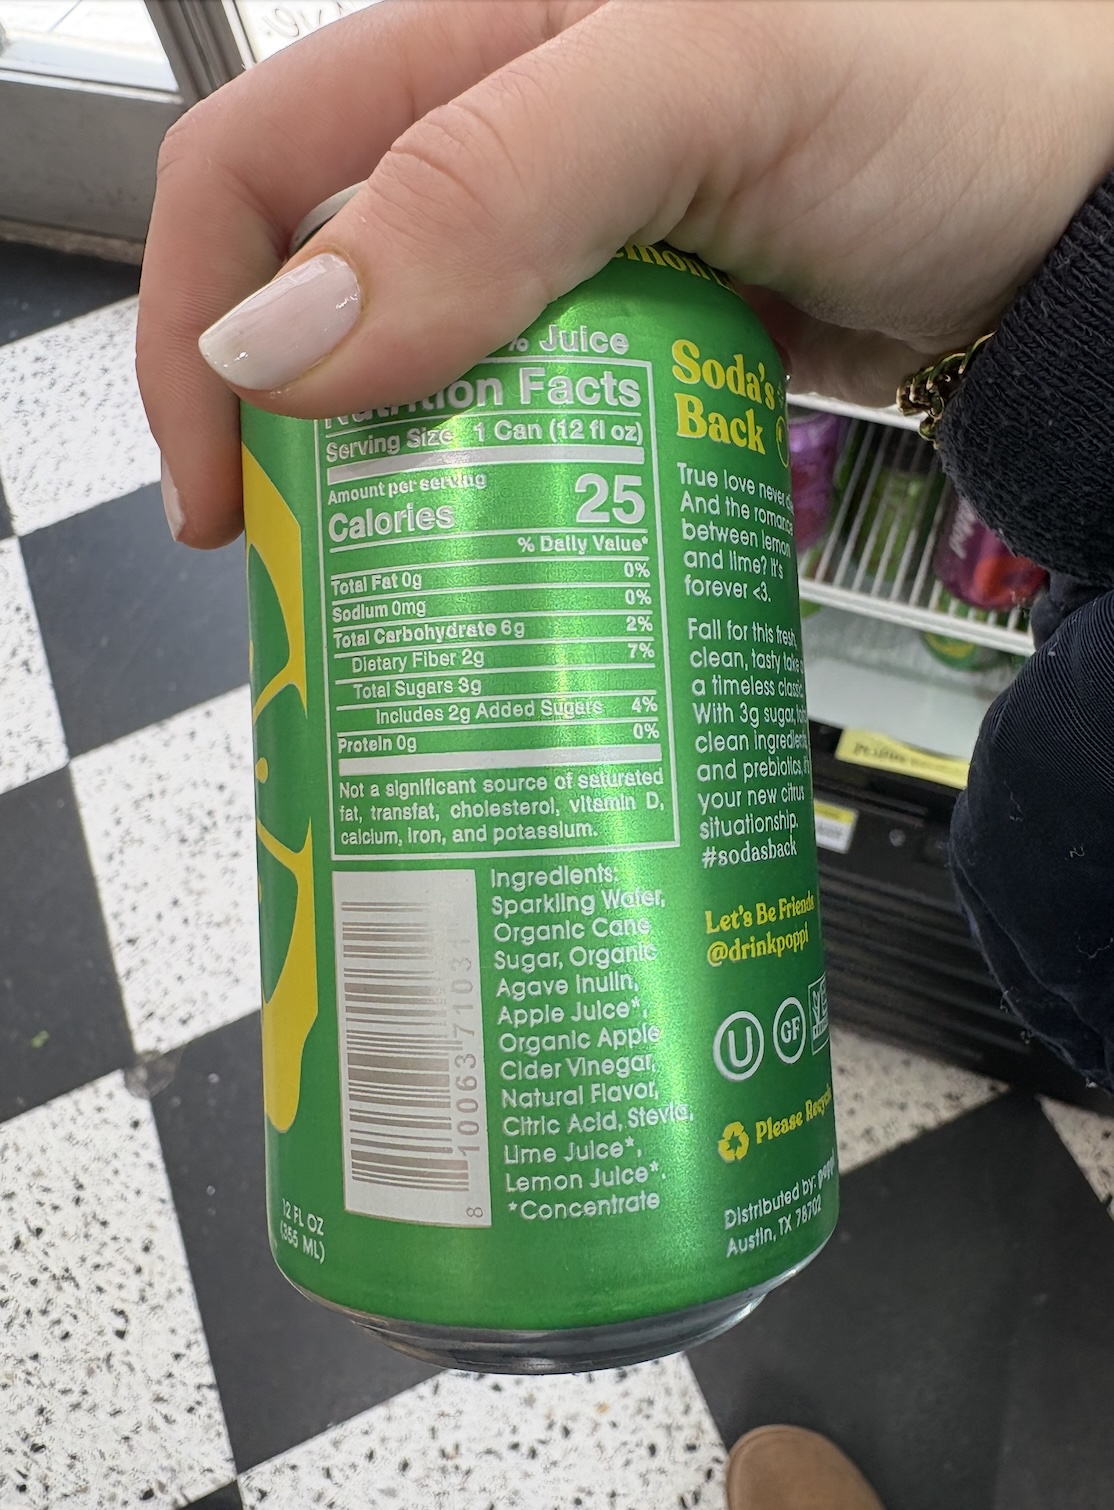 % Juice
Nutrition Facts
Serving Size 1 Can (12 fl oz)
Amount per serving
Calories 25
% Daily Value*
Total Fat 0g 0%
Sodium 0mg 0%
Total Carbohydrate 6g 2%
Dietary Fiber 2g 7%
Total Sugars 3g
Includes 2g Added Sugars 4%
Protein 0g 0%
Not a significant source of saturated
fat, transfat, cholesterol, vitamin D,
calcium, iron, and potassium.
Ingredients:
Sparkling Water,
Organic Cane
Sugar, Organic
Agave Inulin,
Apple Juice*,
Organic Apple
Cider Vinegar,
Natural Flavor,
Citric Acid, Stevia,
Lime Juice*,
Lemon Juice*.
*Concentrate
8 10063 71031
12 FL OZ
(355 ML)
Soda's
Back
True love never
And the romance
between lemon
and lime? It's
forever <3.
Fall for this fresh,
clean, tasty take
a timeless classic
With 3g sugar,
clean ingredients
and prebiotics,
your new citrus
situationship.
#sodasback
Let's Be Friends
@drinkpoppi
U GF
Please Recycle
Distributed by: poppi
Austin, TX 78702